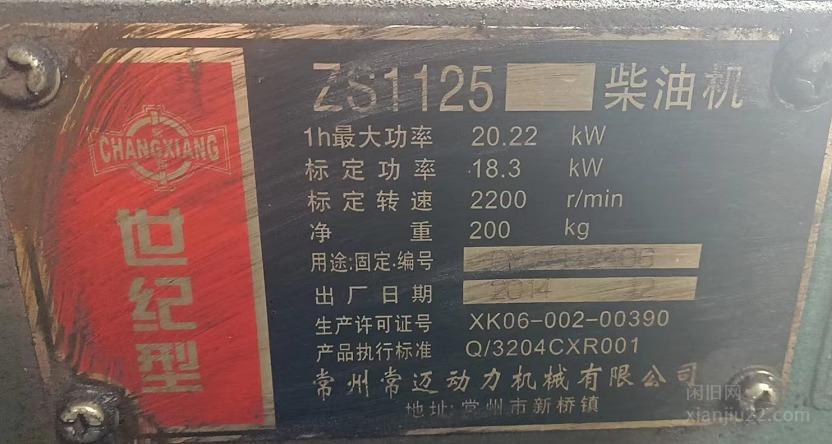 CHANGXIANG
世纪型
ZS1125 柴油机
1h最大功率 20.22 kW
标定功率 18.3 kW
标定转速 2200 r/min
净 重 200 kg
用途:固定.编号
出厂日期 2014
生产许可证号 XK06-002-00390
产品执行标准 Q/3204CXR001
常州常迈动力机械有限公司
地址:常州市新桥镇
闲旧网
xianjiu22.com